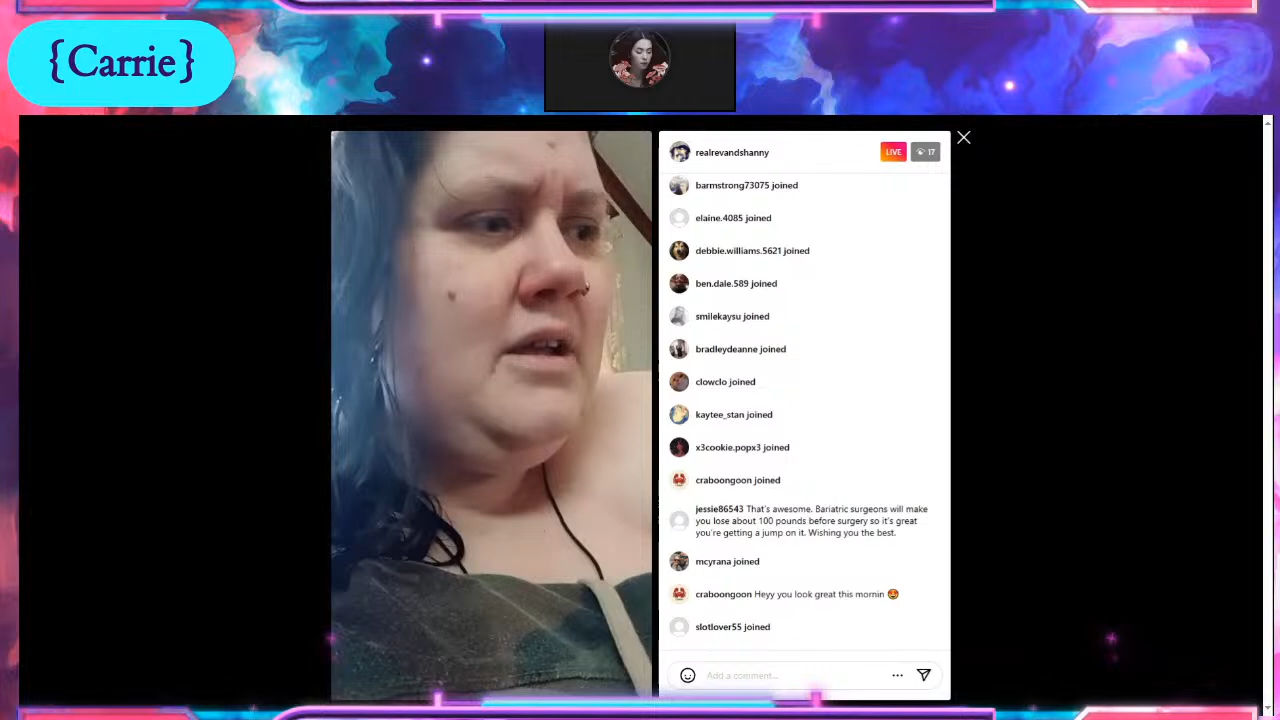 {Carrie}
realrevandshanny
LIVE
17
barmstrong73075 joined
elaine.4085 joined
debbie.williams.5621 joined
ben.dale.589 joined
smilekaysu joined
bradleydeanne joined
clowclo joined
kaytee_stan joined
x3cookie.popx3 joined
craboongoon joined
jessie86543 That's awesome. Bariatric surgeons will make
you lose about 100 pounds before surgery so it's great
you're getting a jump on it. Wishing you the best.
mcyrana joined
craboongoon Heyy you look great this mornin 😍
slotlover55 joined
Add a comment...